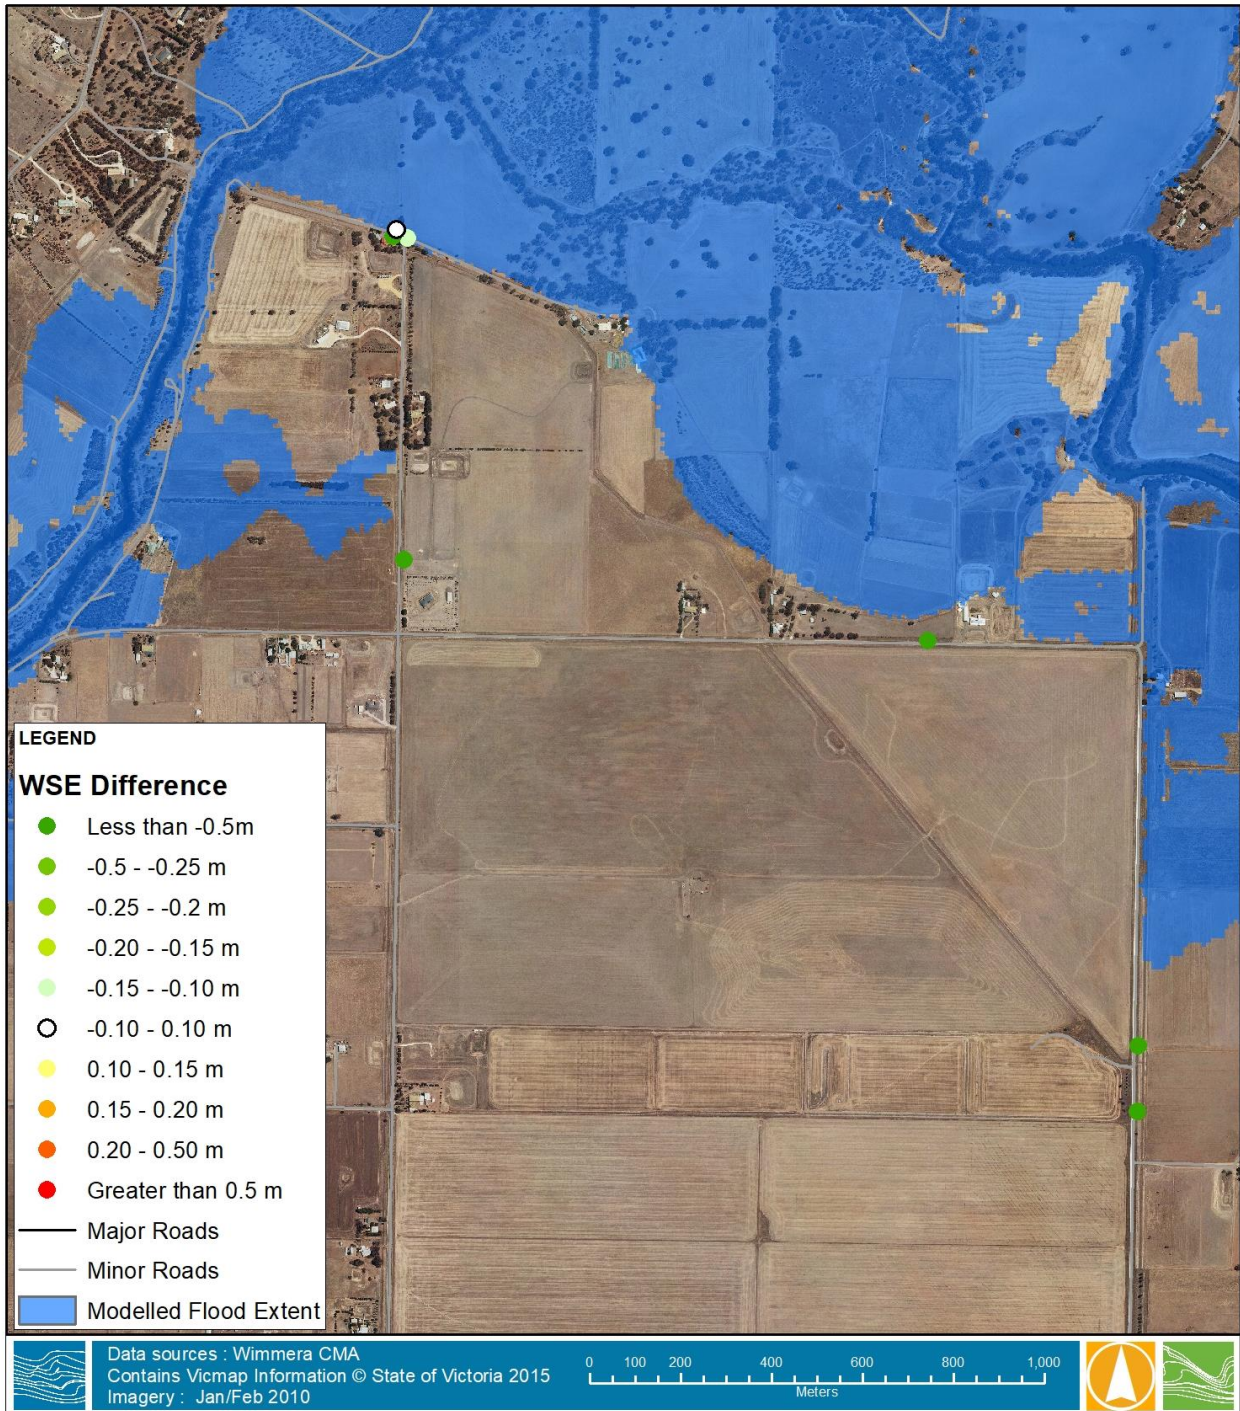 LEGEND
WSE Difference
Less than -0.5m
-0.5 - -0.25 m
-0.25 - -0.2 m
-0.20 - -0.15 m
-0.15 - -0.10 m
-0.10 - 0.10 m
0.10 - 0.15 m
0.15 - 0.20 m
0.20 - 0.50 m
Greater than 0.5 m
Major Roads
Minor Roads
Modelled Flood Extent
Data sources : Wimmera CMA
Contains Vicmap Information © State of Victoria 2015
Imagery : Jan/Feb 2010
0 100 200 400 600 800 1,000
Meters